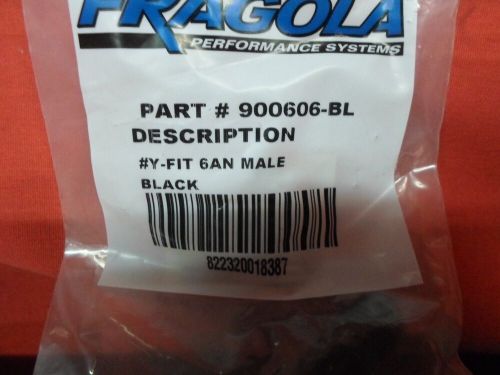 FRAGOLA
PERFORMANCE SYSTEMS
PART # 900606-BL
DESCRIPTION
#Y-FIT 6AN MALE
BLACK
822320018387